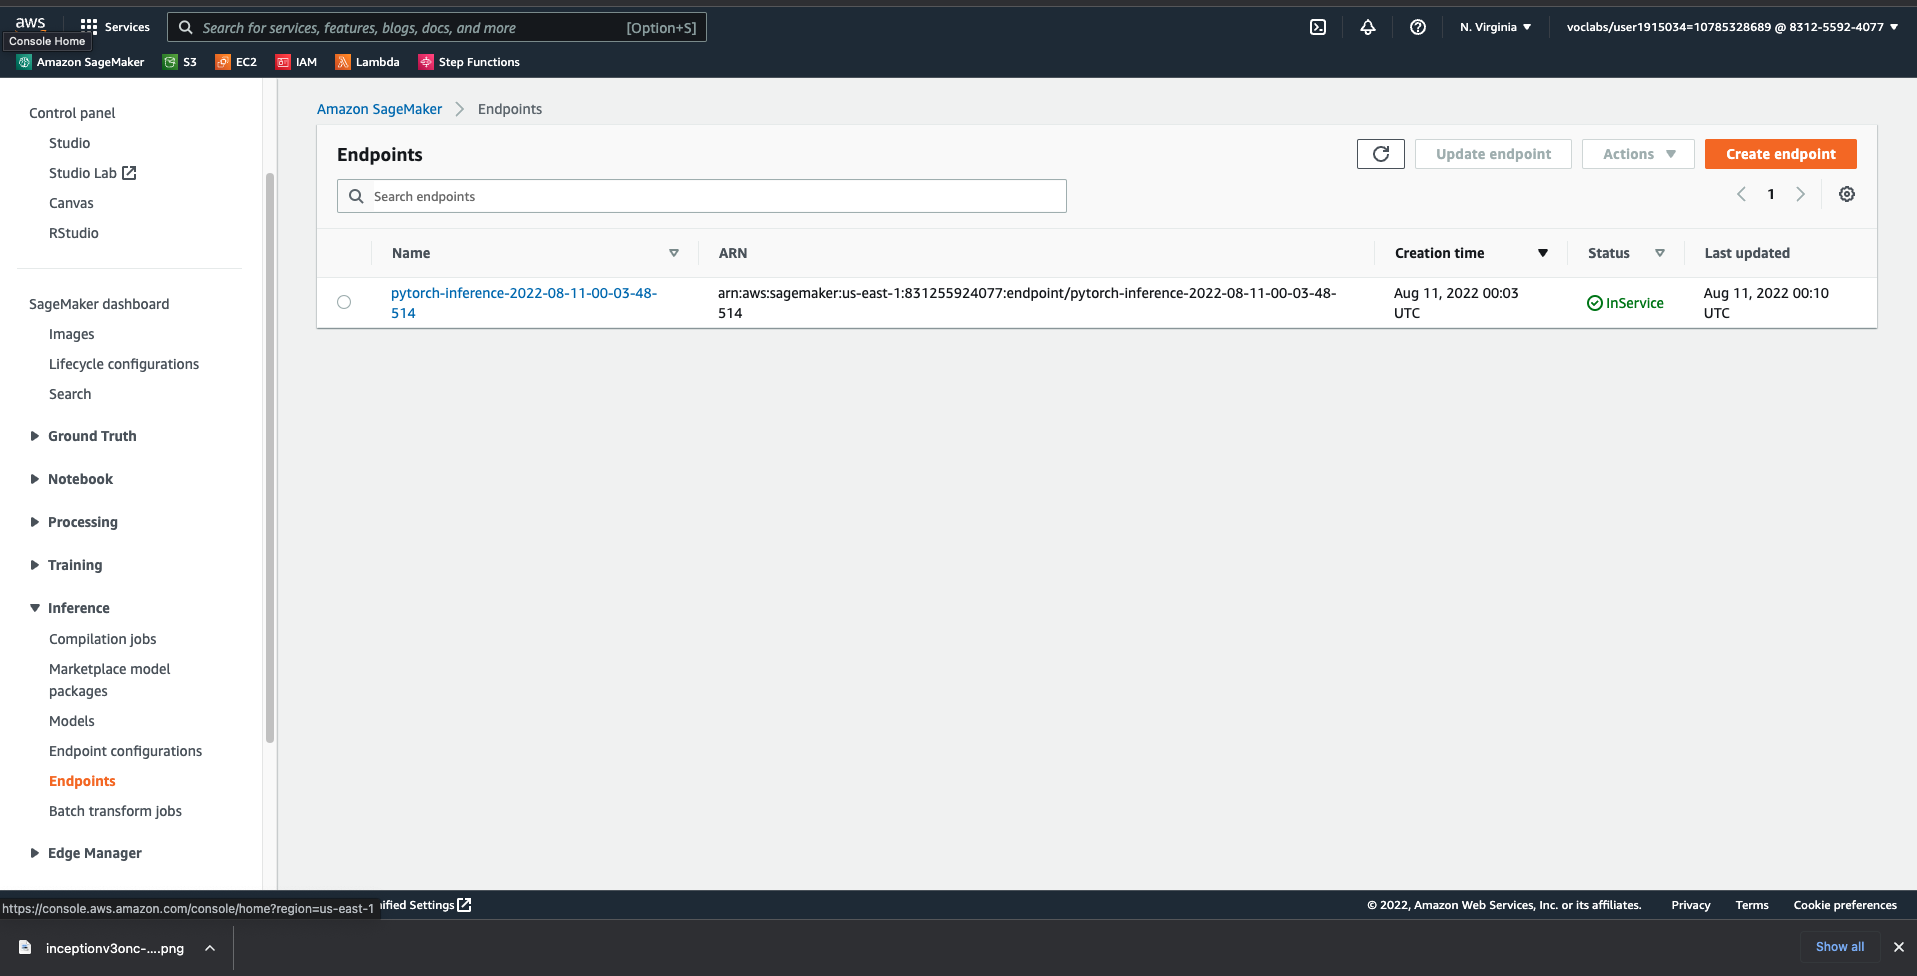 aws
Services
Search for services, features, blogs, docs, and more
[Option+S]
N. Virginia
voclabs/user1915034=10785328689 @ 8312-5592-4077
Console Home
Amazon SageMaker
S3
EC2
IAM
Lambda
Step Functions
Control panel
Studio
Studio Lab
Canvas
RStudio
SageMaker dashboard
Images
Lifecycle configurations
Search
Ground Truth
Notebook
Processing
Training
Inference
Compilation jobs
Marketplace model
packages
Models
Endpoint configurations
Endpoints
Batch transform jobs
Edge Manager
Amazon SageMaker
Endpoints
Endpoints
Update endpoint
Actions
Create endpoint
Search endpoints
1
Name
ARN
Creation time
Status
Last updated
pytorch-inference-2022-08-11-00-03-48-
514
arn:aws:sagemaker:us-east-1:831255924077:endpoint/pytorch-inference-2022-08-11-00-03-48-
514
Aug 11, 2022 00:03
UTC
InService
Aug 11, 2022 00:10
UTC
https://console.aws.amazon.com/console/home?region=us-east-1
ified Settings
© 2022, Amazon Web Services, Inc. or its affiliates.
Privacy
Terms
Cookie preferences
inceptionv3onc-....png
Show all